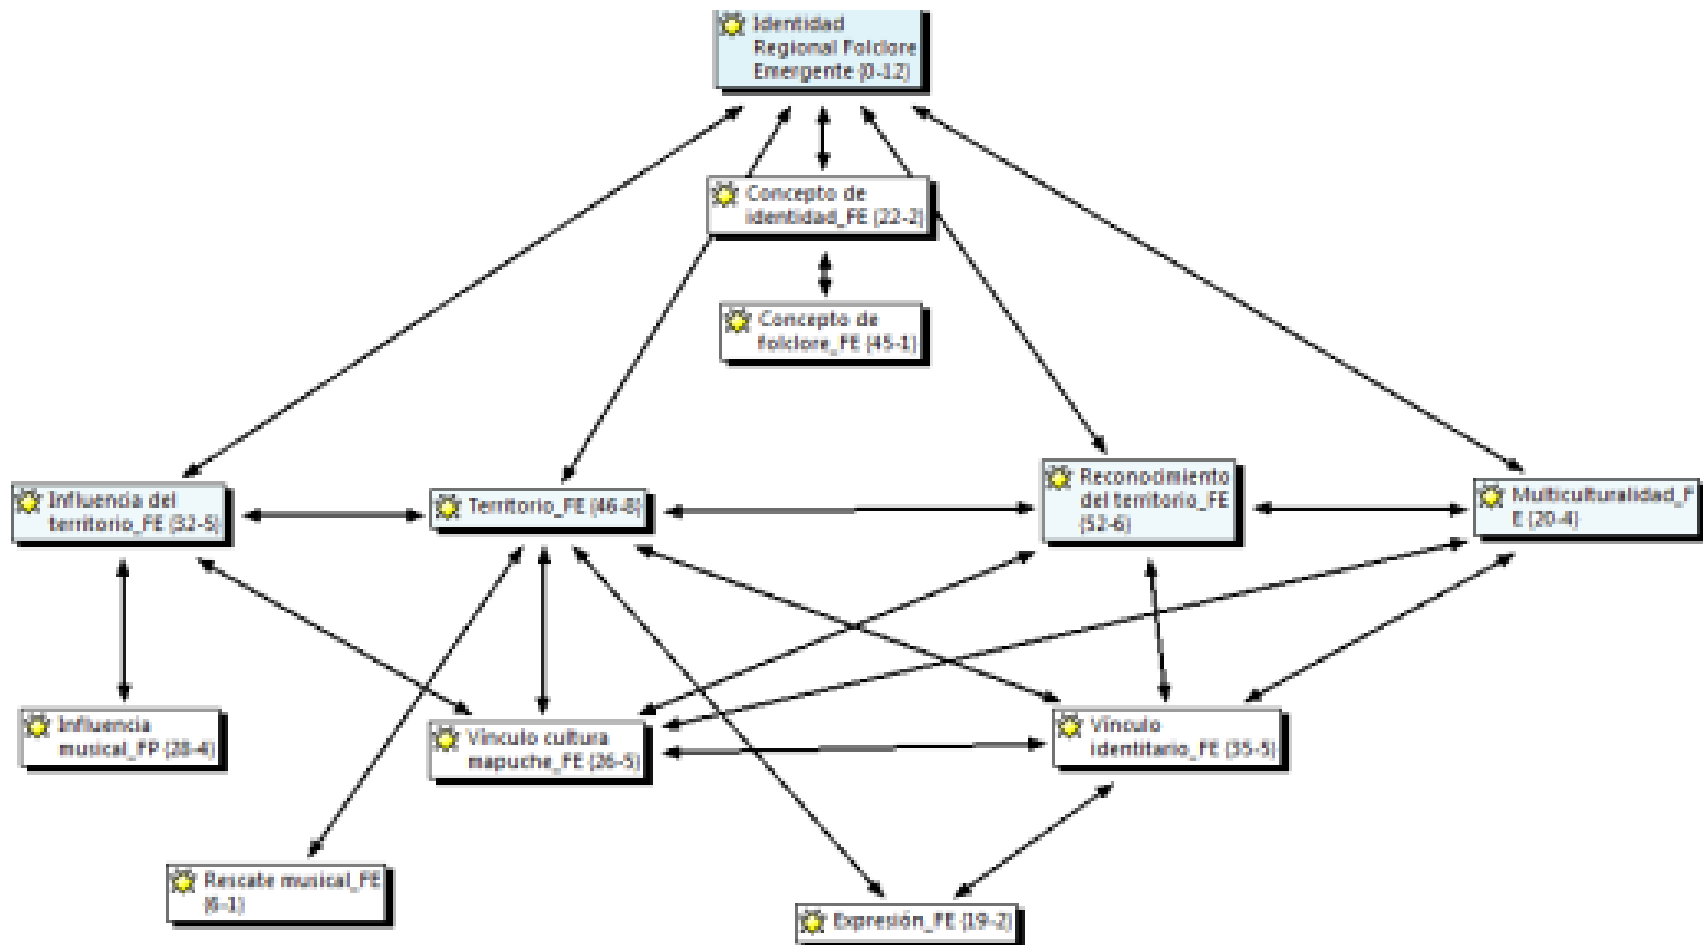 Identidad
Regional Folclore
Emergente {0-12}
Concepto de
identidad_FE {22-2}
Concepto de
folclore_FE {45-1}
Influencia del
territorio_FE {32-5}
Territorio_FE {46-8}
Reconocimiento
del territorio_FE
{52-6}
Multiculturalidad_F
E {20-4}
Influencia
musical_FP {28-4}
Vínculo cultura
mapuche_FE {26-5}
Vínculo
identitario_FE {35-5}
Rescate musical_FE
{6-1}
Expresión_FE {19-2}